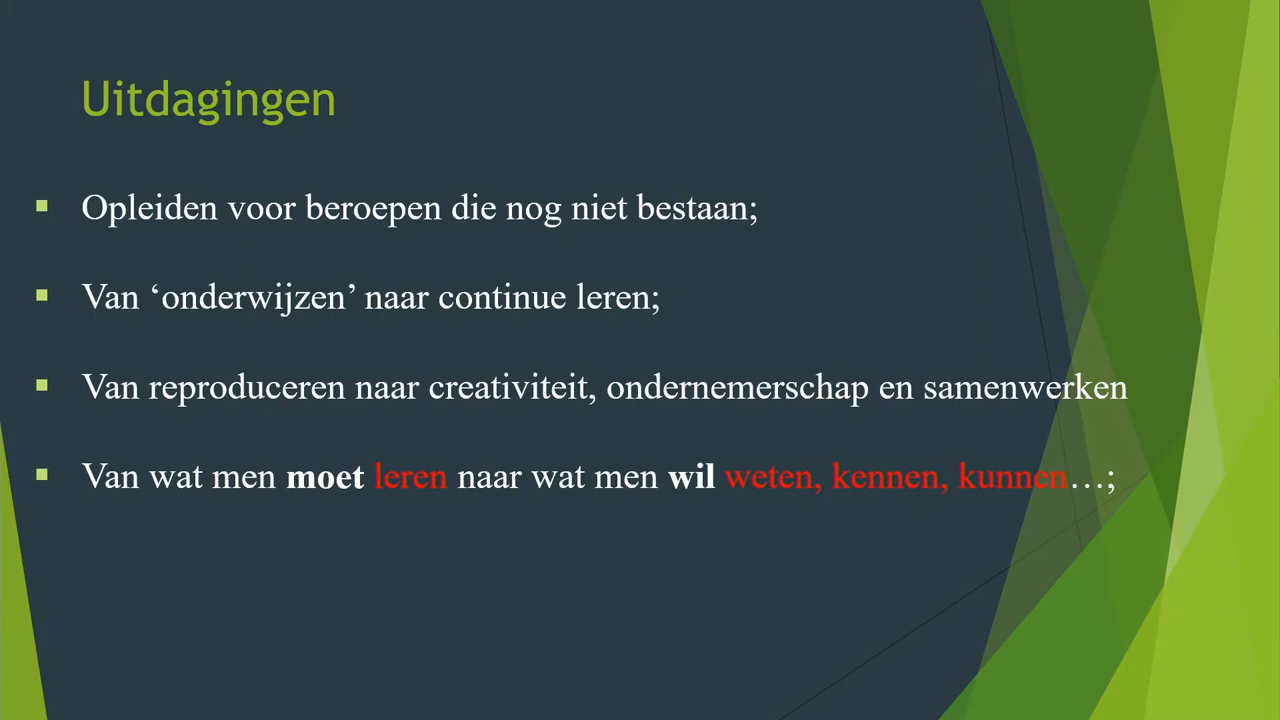 Uitdagingen
Opleiden voor beroepen die nog niet bestaan;
Van ‘onderwijzen’ naar continue leren;
Van reproduceren naar creativiteit, ondernemerschap en samenwerken
Van wat men moet leren naar wat men wil weten, kennen, kunnen…;